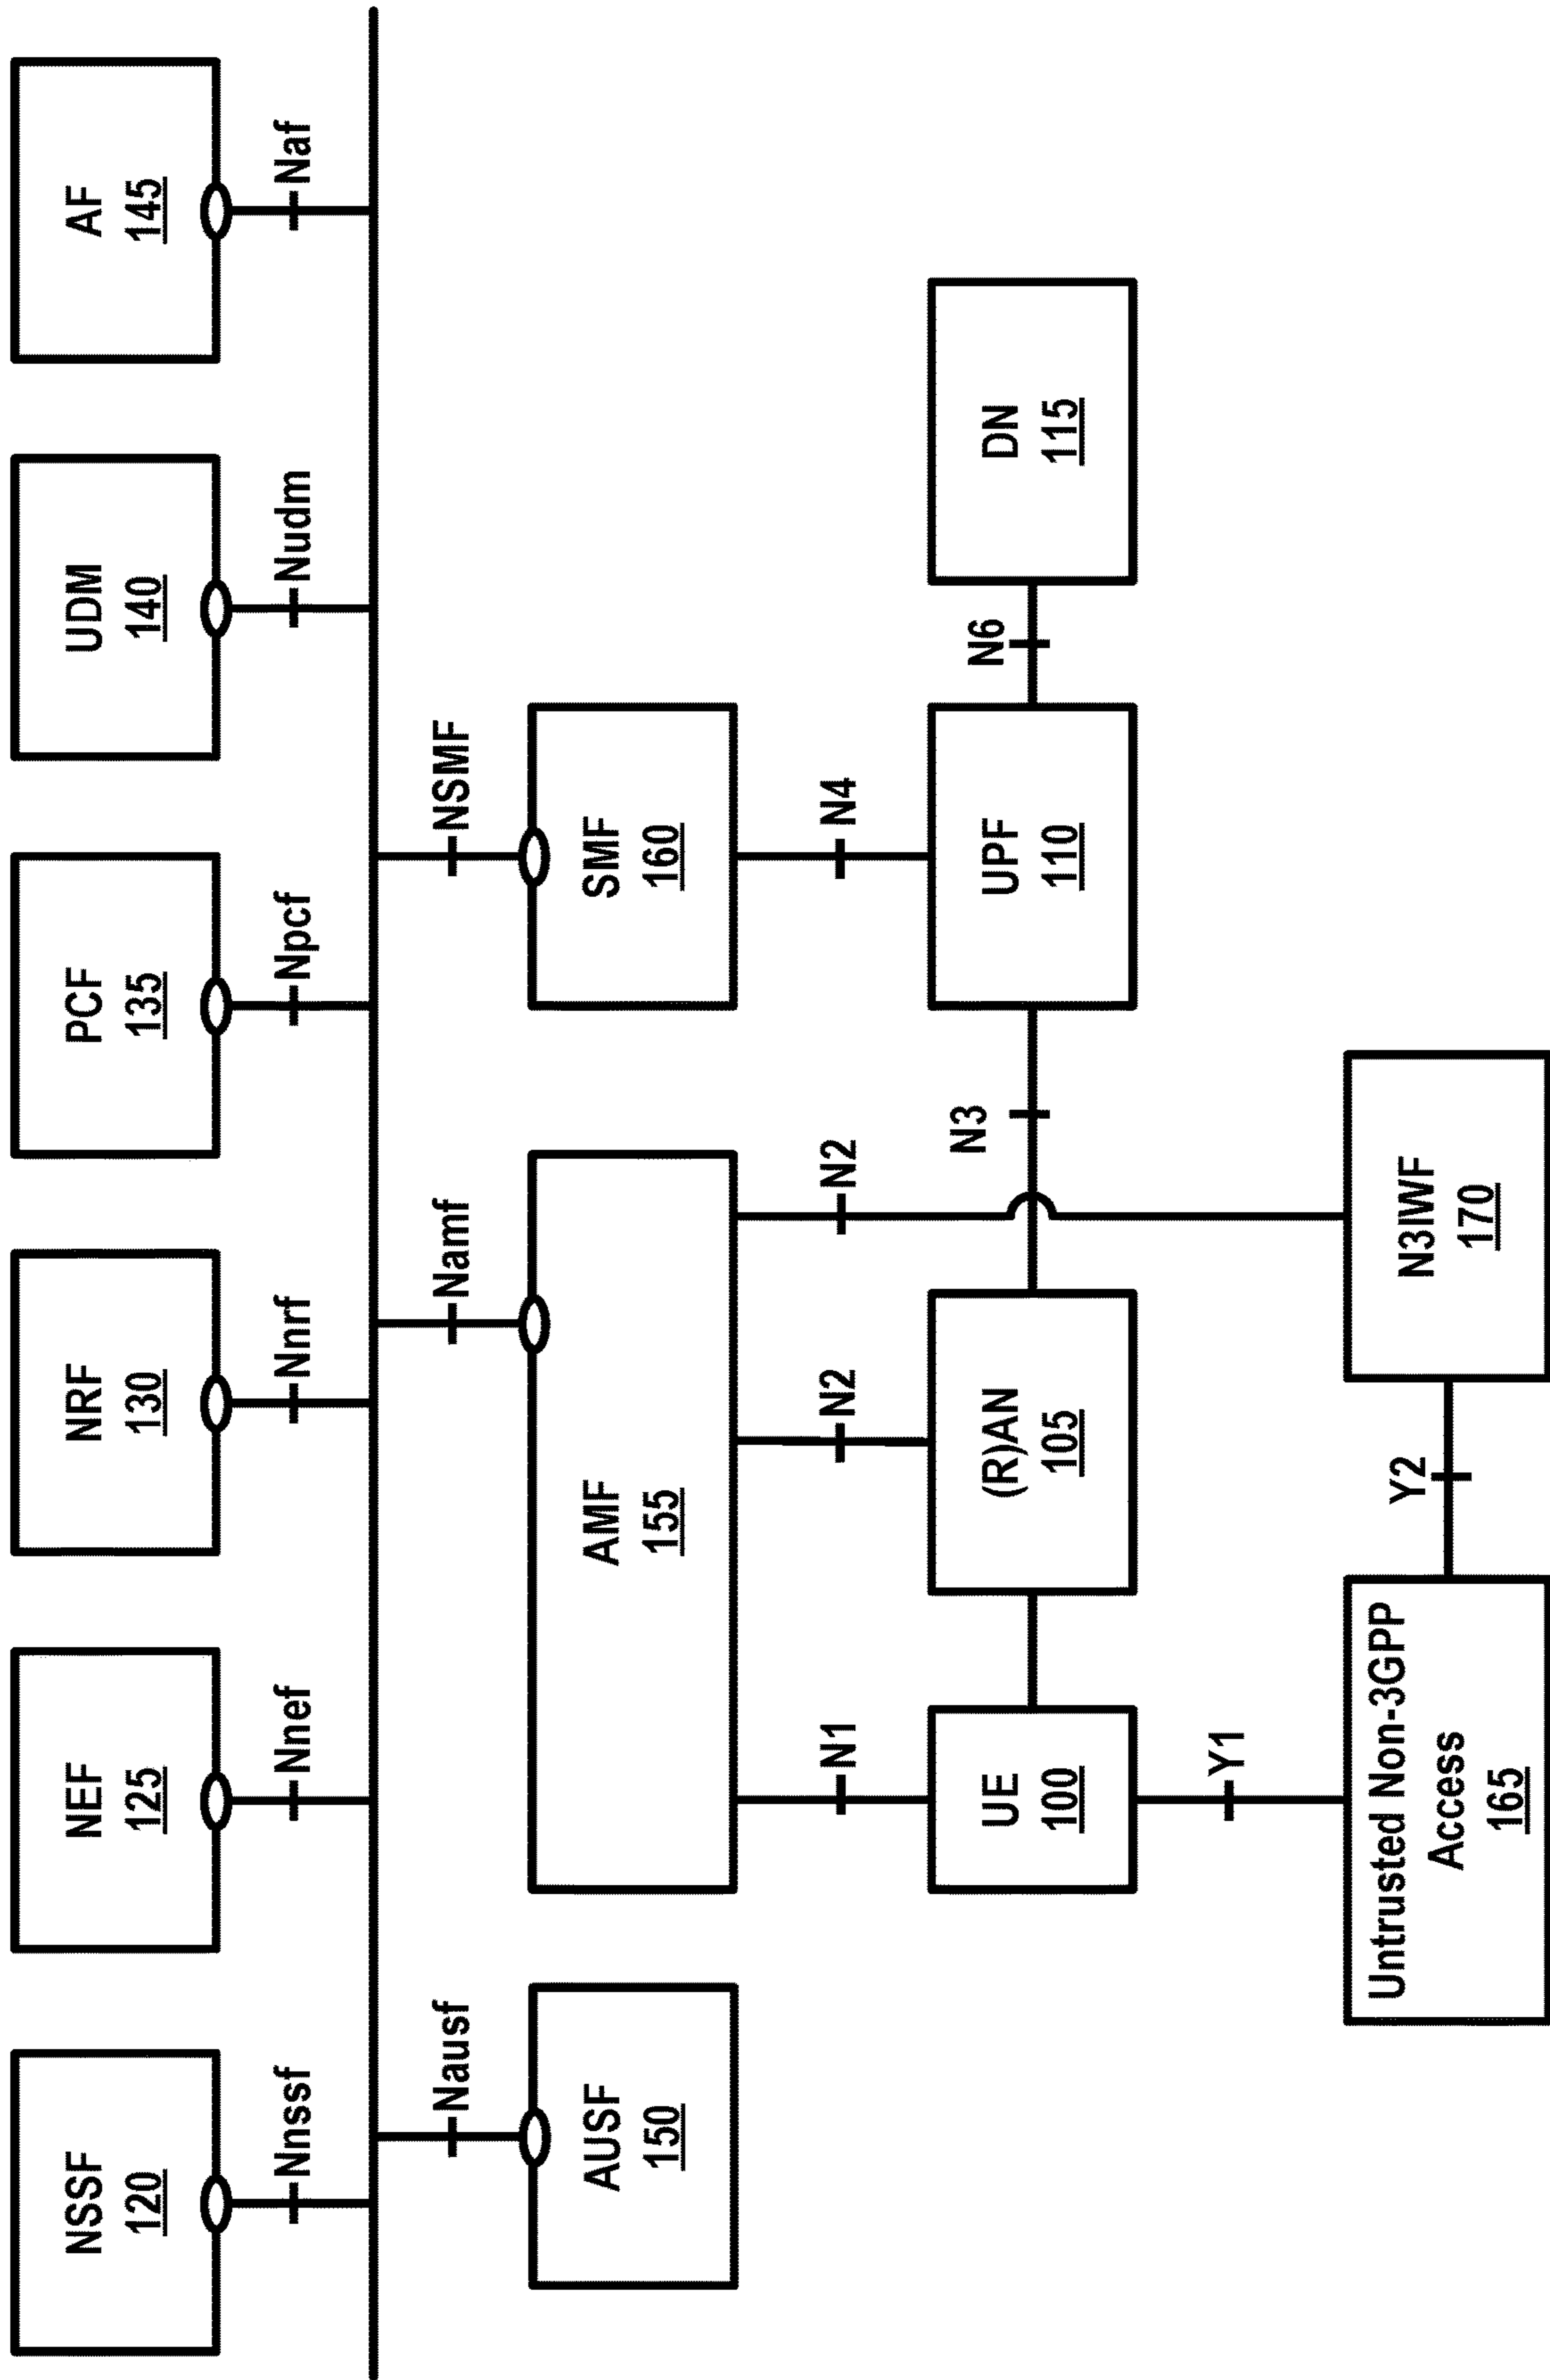 NSSF
120
NEF
125
NRF
130
PCF
135
UDM
140
AF
145
Nnssf
Nnef
Nnrf
Npcf
Nudm
Naf
Nausf
Namf
NSMF
AUSF
150
AMF
155
SMF
160
N1
N2
N2
N4
UE
100
(R)AN
105
N3
UPF
110
N6
DN
115
Y1
Untrusted Non-3GPP
Access
165
Y2
N3IWF
170